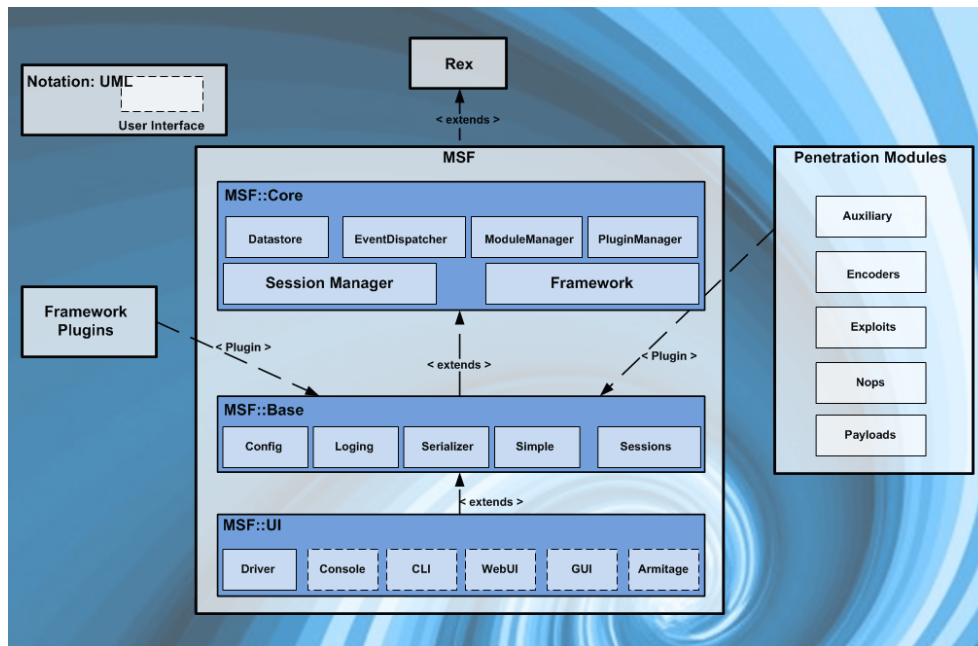 Rex
Notation: UML
User Interface
< extends >
MSF
Penetration Modules
MSF::Core
Datastore
EventDispatcher
ModuleManager
PluginManager
Session Manager
Framework
Auxiliary
Encoders
Exploits
Nops
Payloads
Framework
Plugins
< Plugin >
< extends >
< Plugin >
MSF::Base
Config
Loging
Serializer
Simple
Sessions
< extends >
MSF::UI
Driver
Console
CLI
WebUI
GUI
Armitage